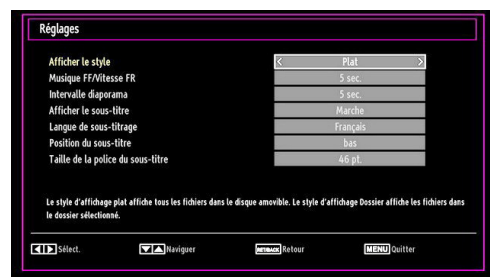 Réglages
Afficher le style < Plat >
Musique FF/Vitesse FR 5 sec.
Intervalle diaporama 5 sec.
Afficher le sous-titre Marche
Langue de sous-titrage Français
Position du sous-titre bas
Taille de la police du sous-titre 46 pt.
Le style d'affichage plat affiche tous les fichiers dans le disque amovible. Le style d'affichage Dossier affiche les fichiers dans
le dossier sélectionné.
Sélect. Naviguer RET/BACK Retour MENU Quitter